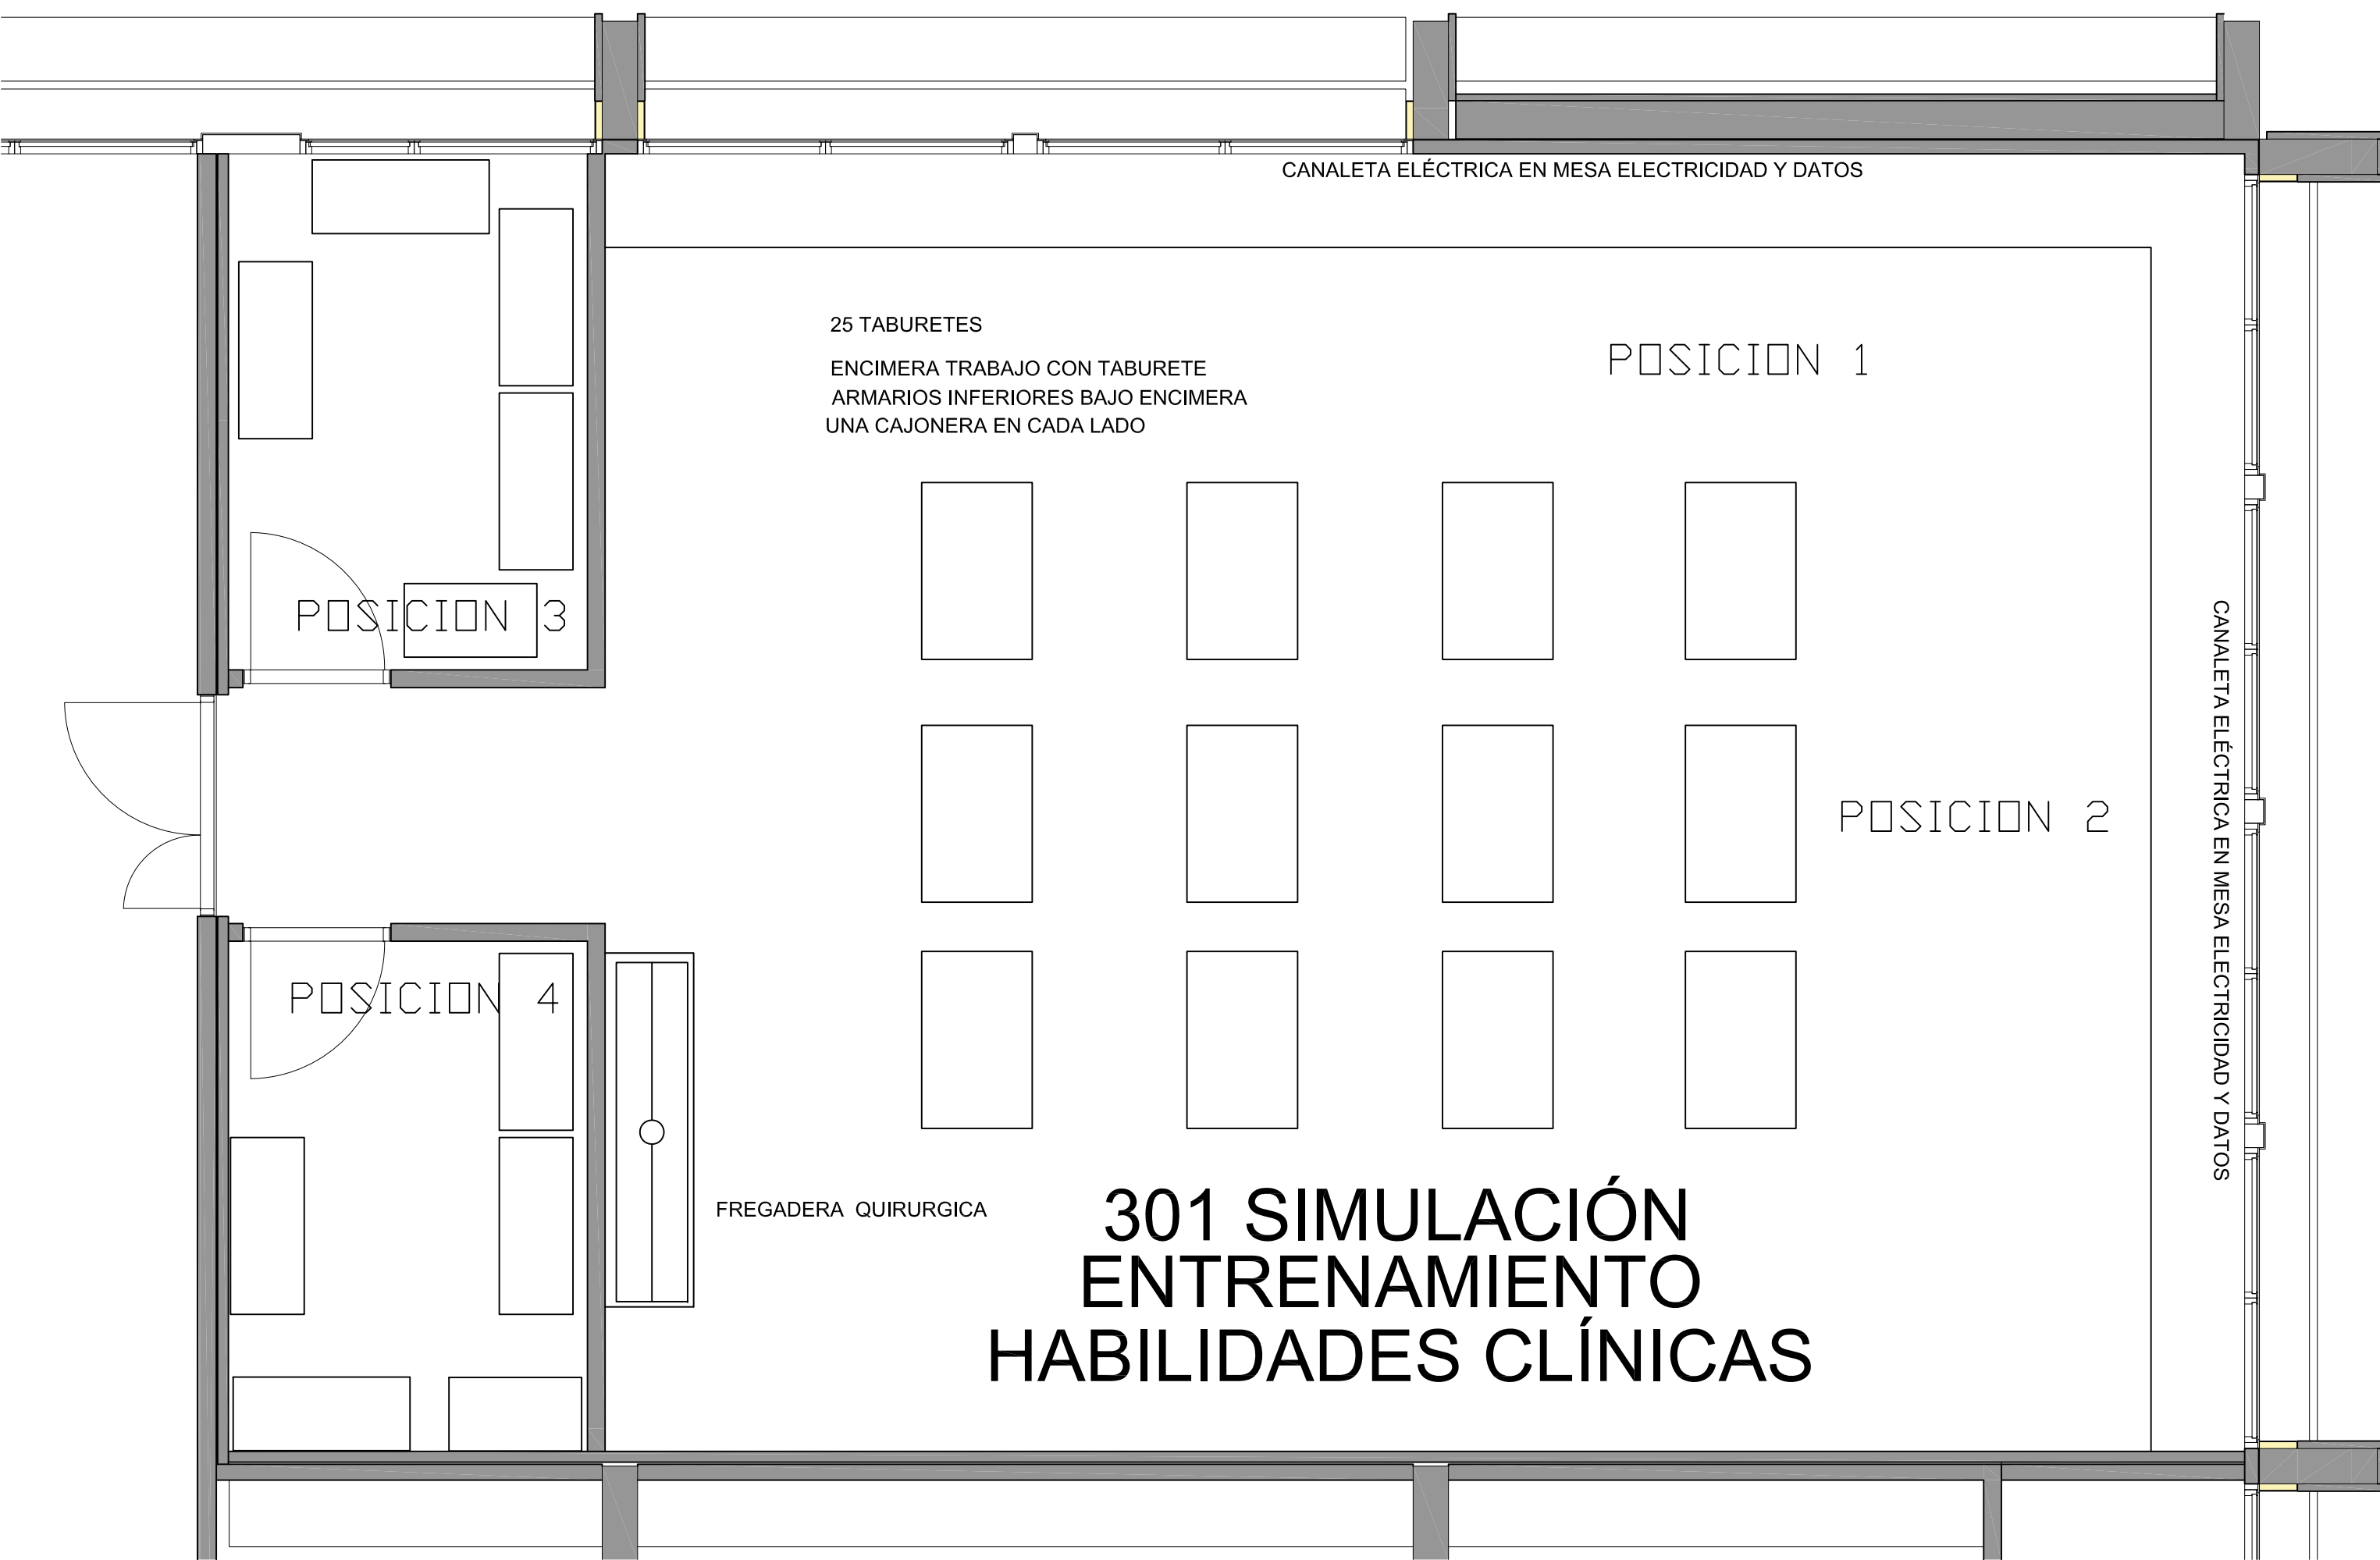 CANALETA ELÉCTRICA EN MESA ELECTRICIDAD Y DATOS
25 TABURETES
ENCIMERA TRABAJO CON TABURETE
ARMARIOS INFERIORES BAJO ENCIMERA
UNA CAJONERA EN CADA LADO
POSICION 1
POSICION 3
POSICION 2
CANALETA ELÉCTRICA EN MESA ELECTRICIDAD Y DATOS
POSICION 4
FREGADERA QUIRURGICA
301 SIMULACIÓN
ENTRENAMIENTO
HABILIDADES CLÍNICAS